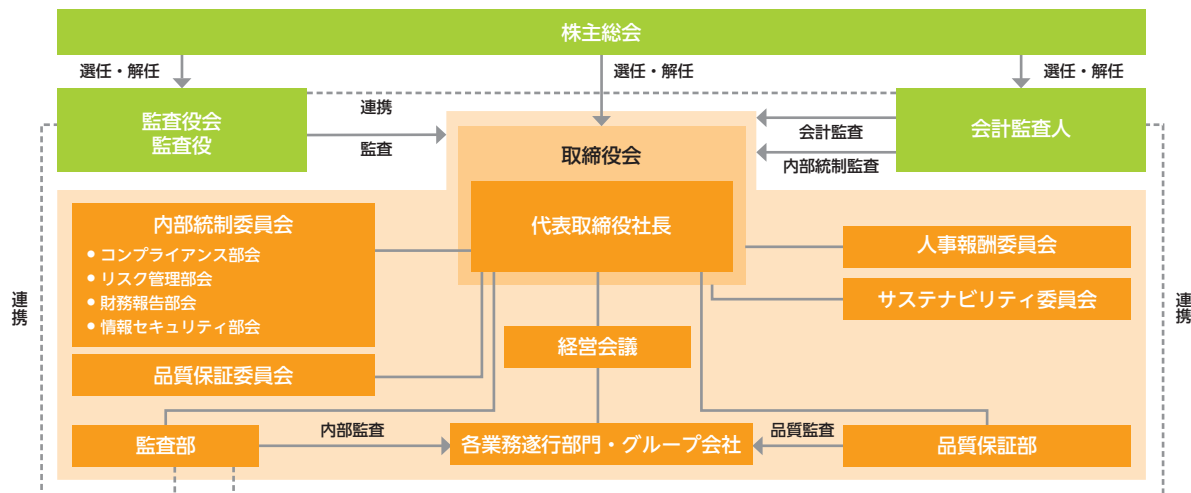 株主総会
選任・解任
選任・解任
選任・解任
監査役会
監査役
連携
監査
取締役会
会計監査
内部統制監査
会計監査人
代表取締役社長
内部統制委員会
• コンプライアンス部会
• リスク管理部会
• 財務報告部会
• 情報セキュリティ部会
人事報酬委員会
サステナビリティ委員会
連携
連携
経営会議
品質保証委員会
監査部
内部監査
各業務遂行部門・グループ会社
品質監査
品質保証部